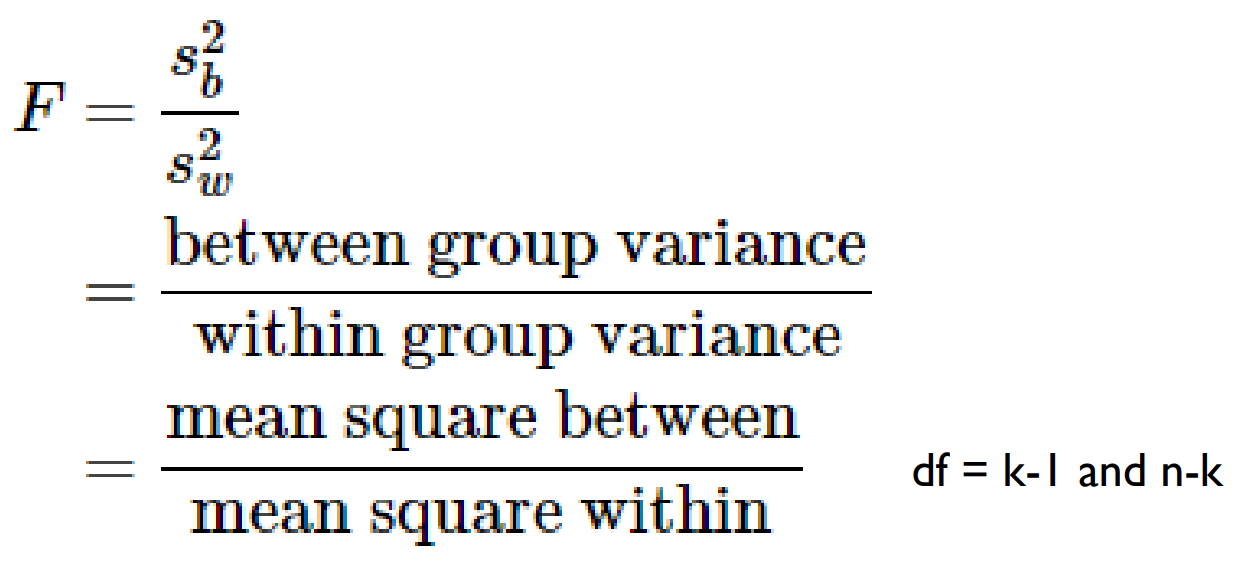 F = s_b^2 / s_w^2
= between group variance / within group variance
= mean square between / mean square within df = k-1 and n-k